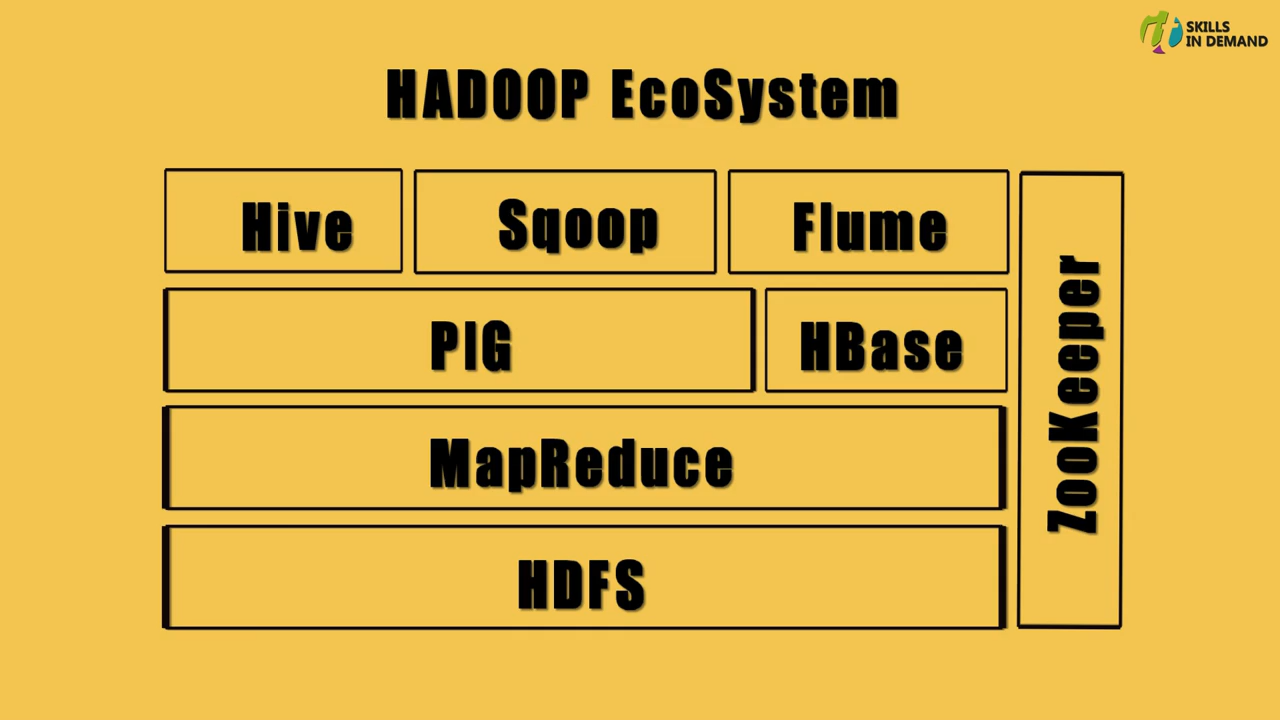 SKILLS
IN DEMAND
HADOOP EcoSystem
Hive
Sqoop
Flume
PIG
HBase
MapReduce
HDFS
ZooKeeper